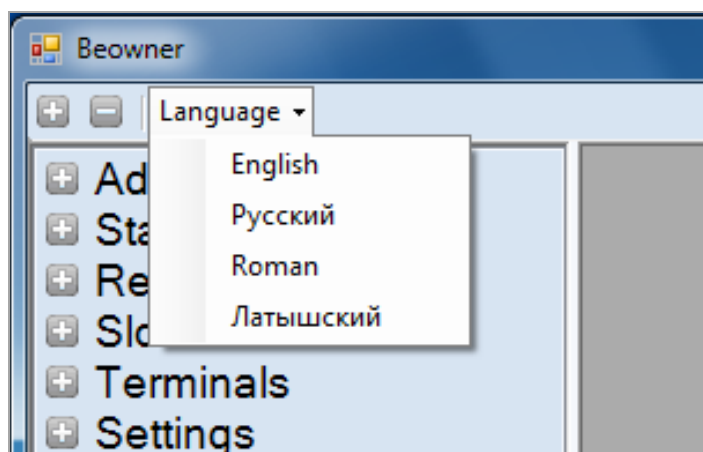 Beowner
Language
English
Русский
Roman
Латышский
Terminals
Settings